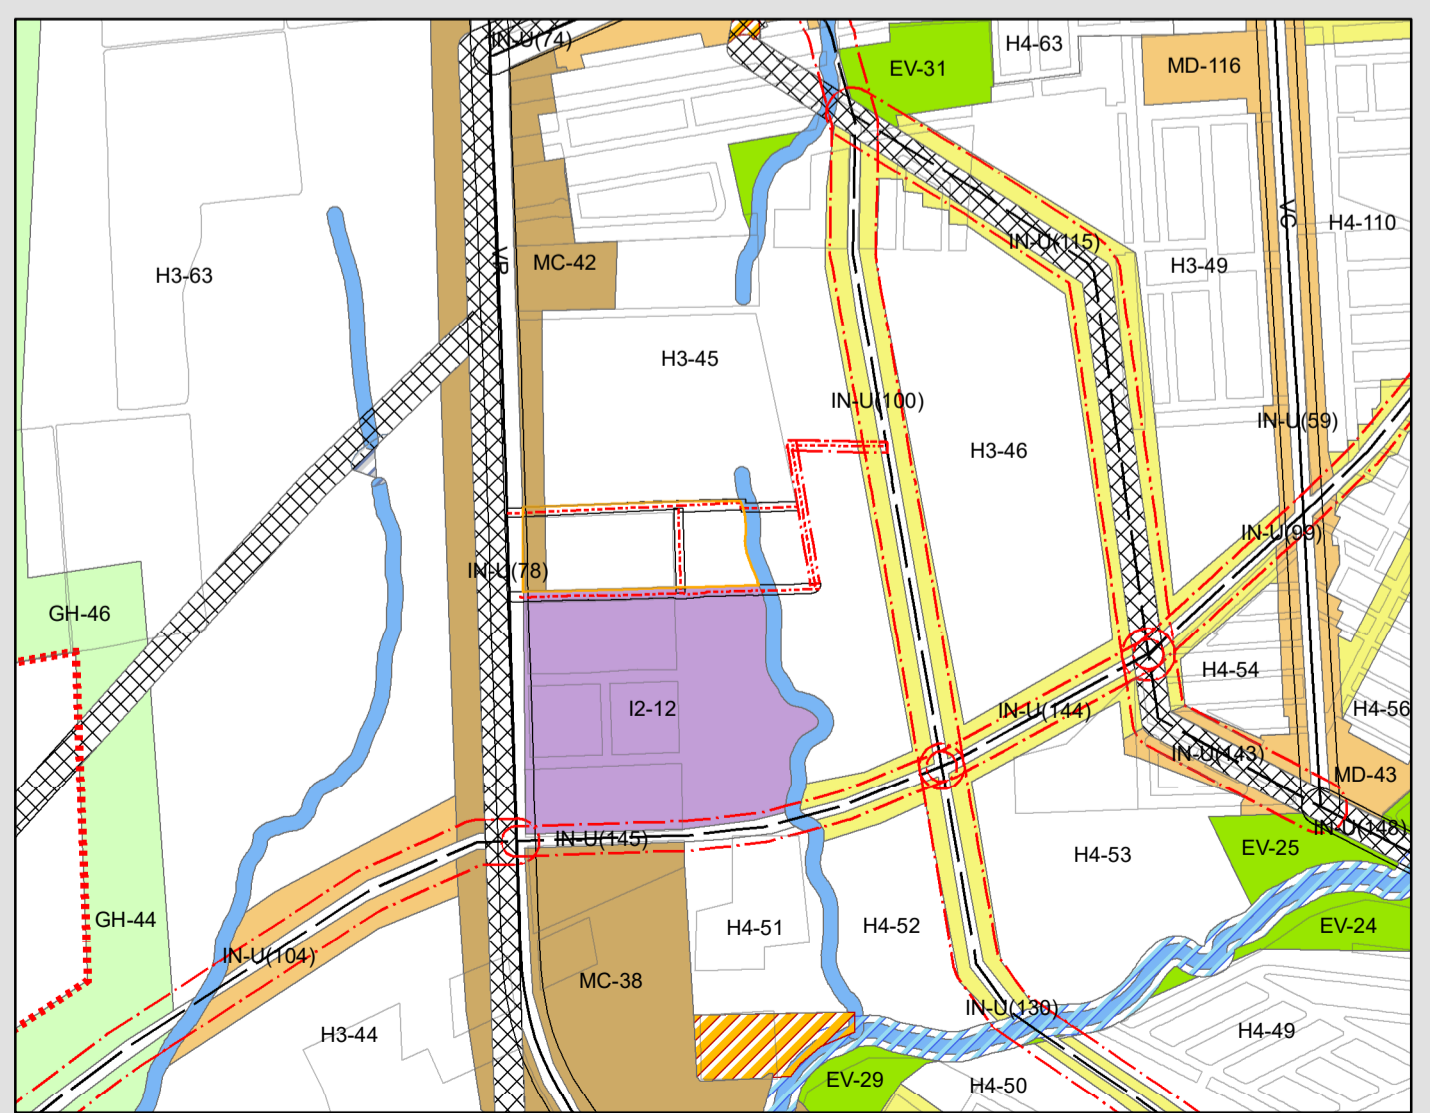 IN-U(74)
H4-63
EV-31
MD-116
VC
H4-110
IN-U(115)
VR
MC-42
H3-49
H3-63
H3-45
IN-U(100)
IN-U(59)
H3-46
IN-U(99)
IN-U(78)
GH-46
H4-54
I2-12
IN-U(144)
H4-56
IN-U(143)
MD-43
IN-U(148)
IN-U(145)
EV-25
H4-53
GH-44
H4-51
H4-52
EV-24
IN-U(104)
MC-38
IN-U(130)
H3-44
H4-49
EV-29
H4-50